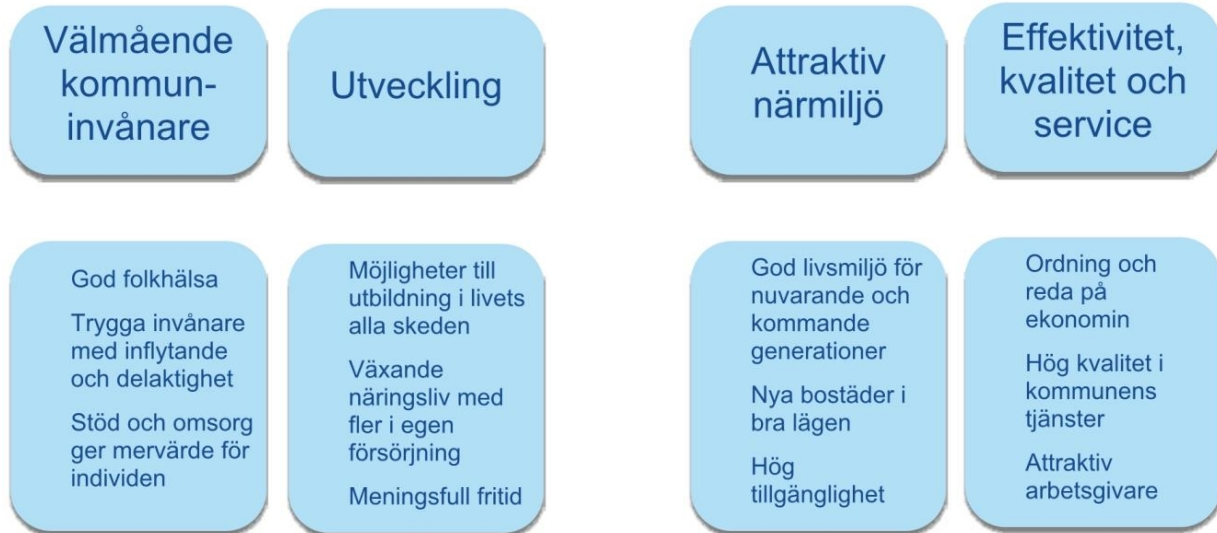 Välmående
kommun-
invånare
Utveckling
Attraktiv
närmiljö
Effektivitet,
kvalitet och
service
God folkhälsa
Trygga invånare
med inflytande
och delaktighet
Stöd och omsorg
ger mervärde för
individen
Möjligheter till
utbildning i livets
alla skeden
Växande
näringsliv med
fler i egen
försörjning
Meningsfull fritid
God livsmiljö för
nuvarande och
kommande
generationer
Nya bostäder i
bra lägen
Hög
tillgänglighet
Ordning och
reda på
ekonomin
Hög kvalitet i
kommunens
tjänster
Attraktiv
arbetsgivare